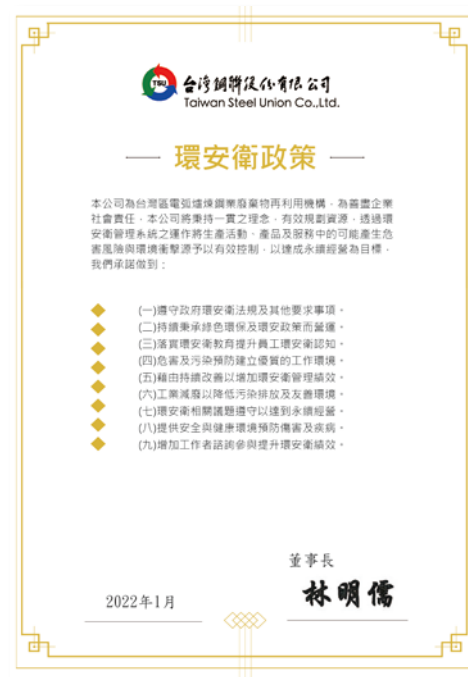 TSU
台灣鋼聯股份有限公司
Taiwan Steel Union Co.,Ltd.
環安衛政策
本公司為台灣區電弧爐煉鋼業廢棄物再利用機構，為善盡企業
社會責任，本公司將秉持一貫之理念，有效規劃資源，透過環
安衛管理系統之運作將生產活動、產品及服務中的可能產生危
害風險與環境衝擊源予以有效控制，以達成永續經營為目標，
我們承諾做到：
(一)遵守政府環安衛法規及其他要求事項。
(二)持續秉承綠色環保及環安政策而營運。
(三)落實環安衛教育提升員工環安衛認知。
(四)危害及污染預防建立優質的工作環境。
(五)藉由持續改善以增加環安衛管理績效。
(六)工業減廢以降低污染排放及友善環境。
(七)環安衛相關議題遵守以達到永續經營。
(八)提供安全與健康環境預防傷害及疾病。
(九)增加工作者諮詢參與提升環安衛績效。
董事長
2022年1月
林明儒